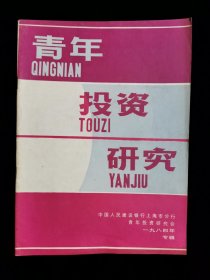 青年
QINGNIAN
投资
TOUZI
研究
YANJIU
中国人民建设银行上海市分行
青年投资研究会
一九八四年
专辑